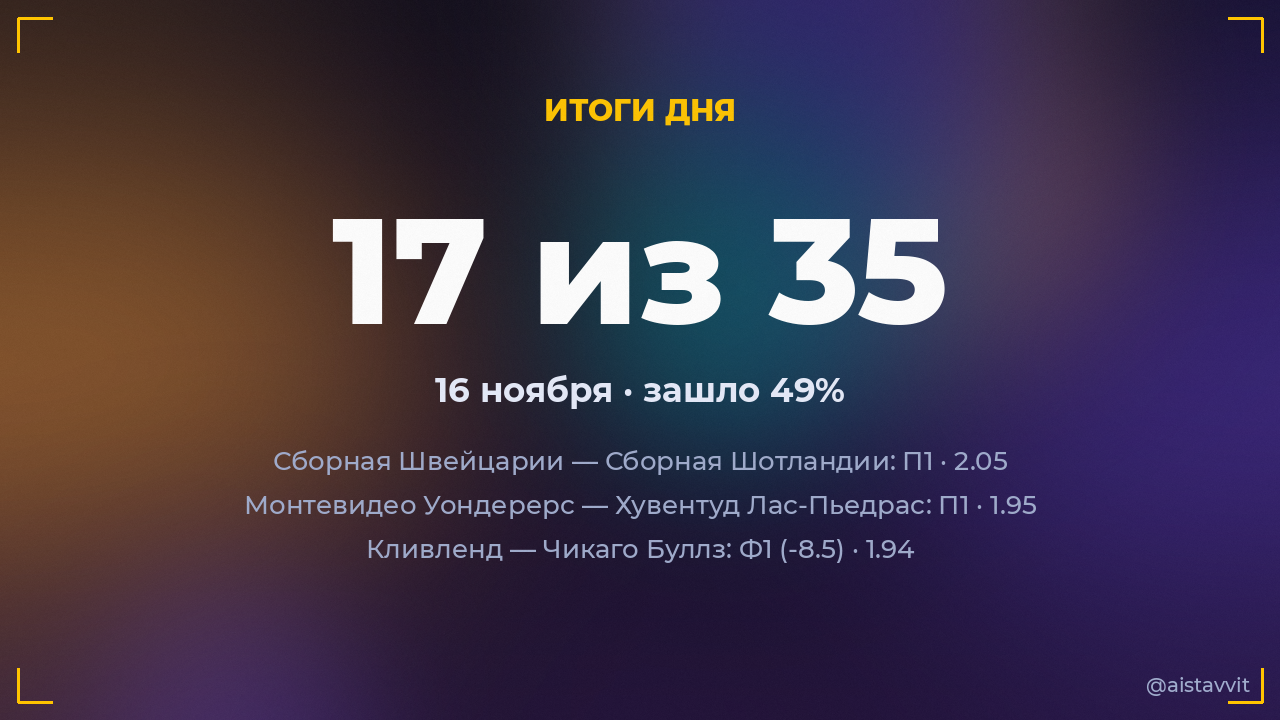 ИТОГИ ДНЯ
17 из 35
16 ноября · зашло 49%
Сборная Швейцарии — Сборная Шотландии: П1 · 2.05
Монтевидео Уондерерс — Хувентуд Лас-Пьедрас: П1 · 1.95
Кливленд — Чикаго Буллз: Ф1 (-8.5) · 1.94
@aistavvit